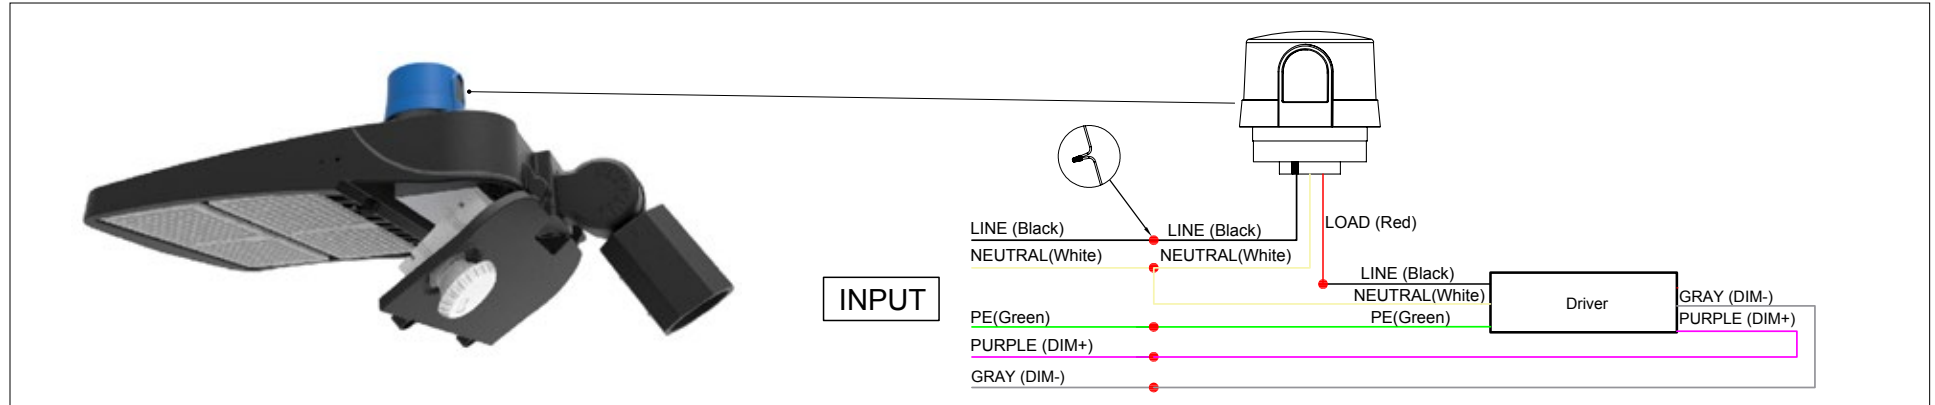 LINE (Black)
LINE (Black)
LOAD (Red)
NEUTRAL(White)
NEUTRAL(White)
LINE (Black)
INPUT
NEUTRAL(White)
Driver
GRAY (DIM-)
PE(Green)
PE(Green)
PURPLE (DIM+)
PURPLE (DIM+)
GRAY (DIM-)